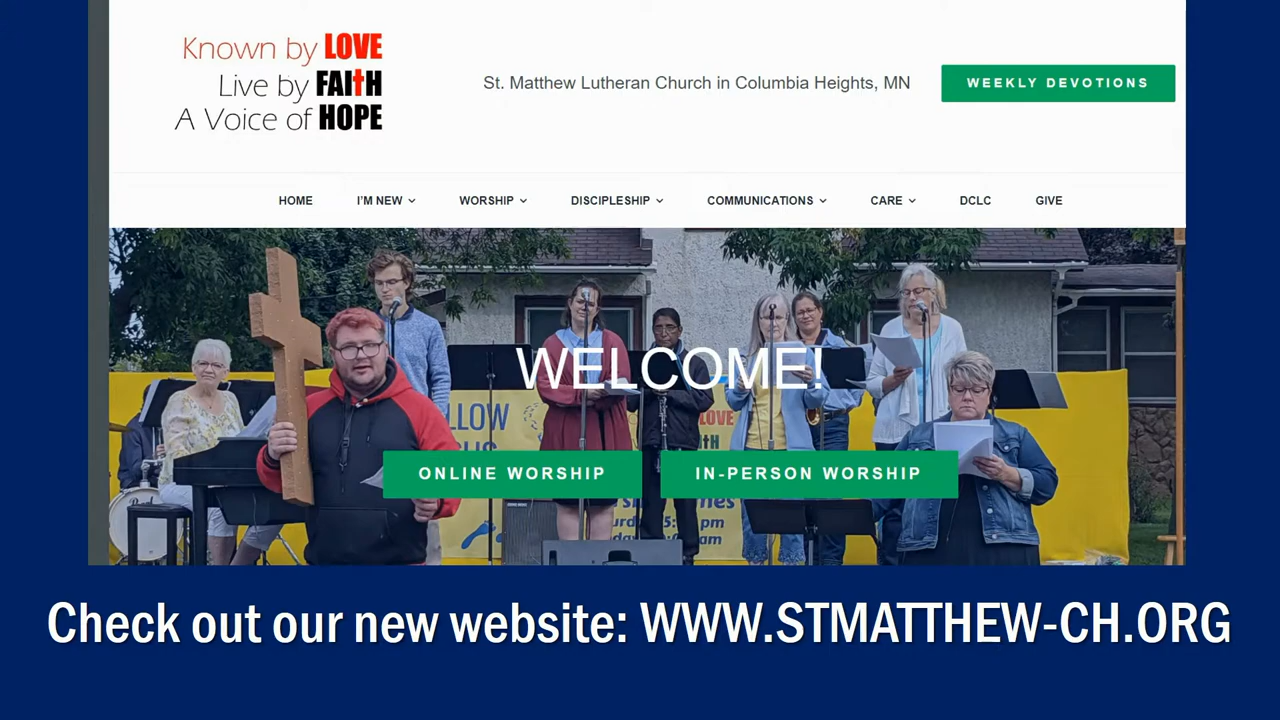 Known by LOVE
Live by FAITH
A Voice of HOPE
St. Matthew Lutheran Church in Columbia Heights, MN
WEEKLY DEVOTIONS
HOME I'M NEW WORSHIP DISCIPLESHIP COMMUNICATIONS CARE DCLC GIVE
WELCOME!
LOVE
ONLINE WORSHIP
IN-PERSON WORSHIP
Check out our new website: WWW.STMATTHEW-CH.ORG